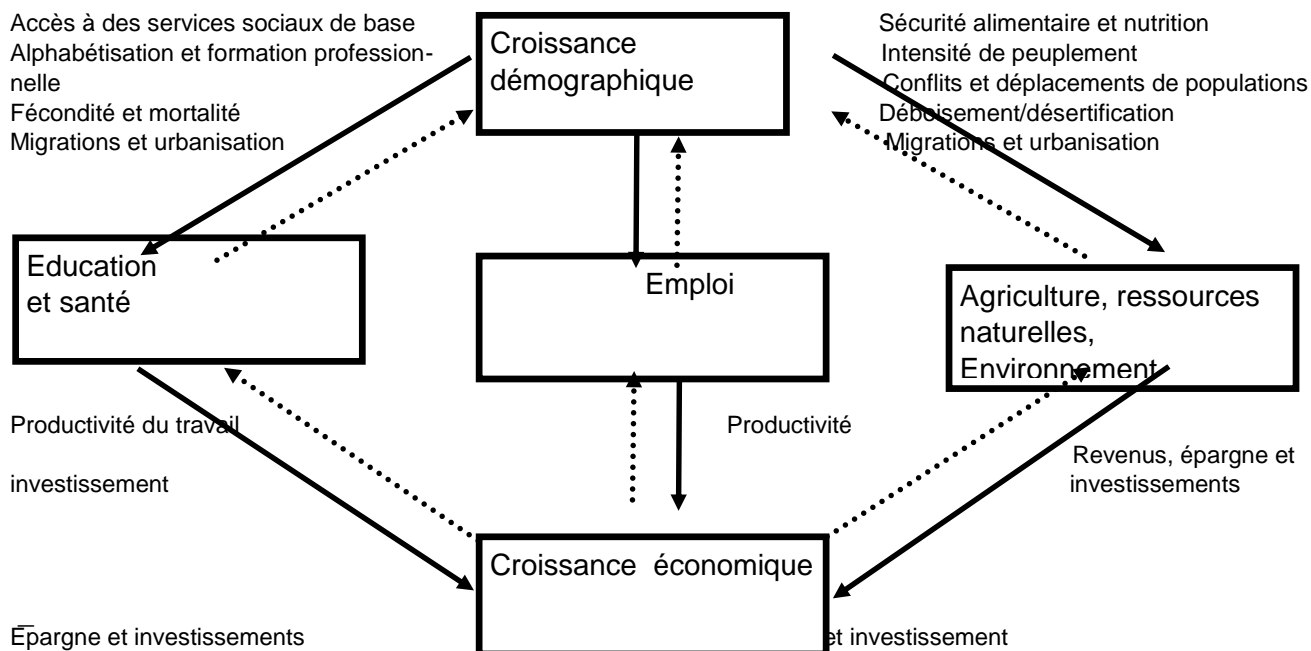 Accès à des services sociaux de base
Alphabétisation et formation profession-
nelle
Fécondité et mortalité
Migrations et urbanisation
Croissance
démographique
Sécurité alimentaire et nutrition
Intensité de peuplement
Conflits et déplacements de populations
Déboisement/désertification
Migrations et urbanisation
Education
et santé
Emploi
Agriculture, ressources
naturelles,
Environnement
Productivité du travail
investissement
Productivité
Revenus, épargne et
investissements
Croissance économique
Epargne et investissements
et investissement